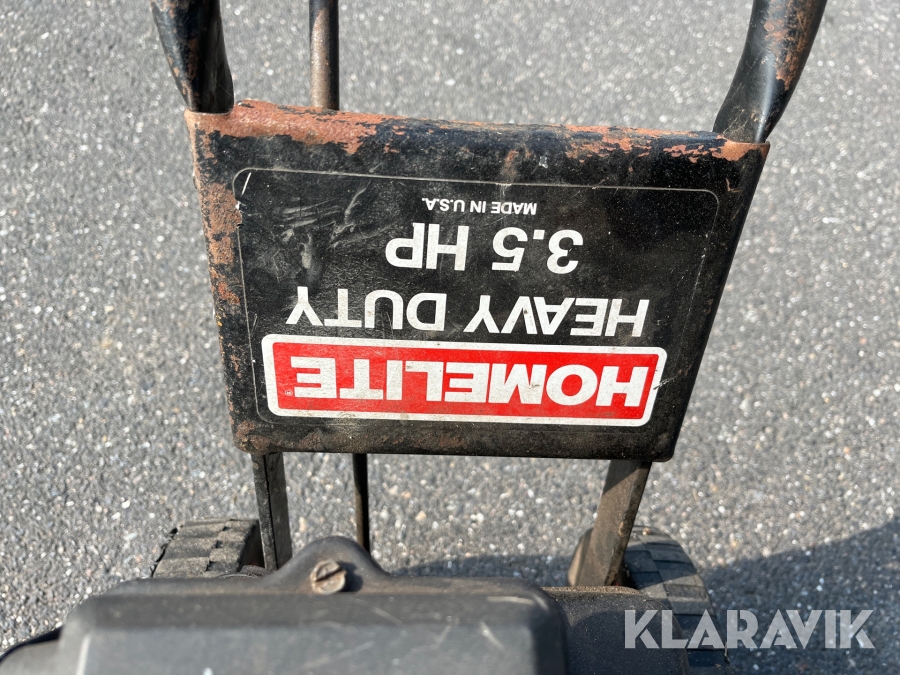 HOMELITE®
HEAVY DUTY
3.5 HP
MADE IN U.S.A.
KLARAVIK